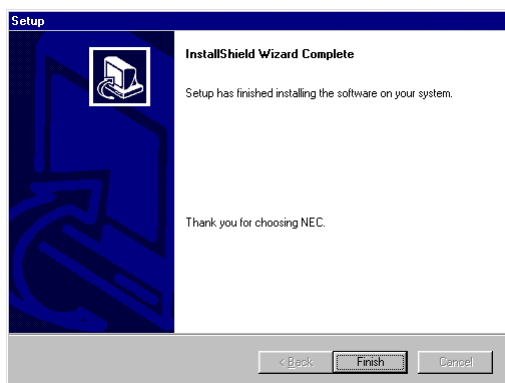 Setup
InstallShield Wizard Complete
Setup has finished installing the software on your system.
Thank you for choosing NEC.
< Back
Finish
Cancel